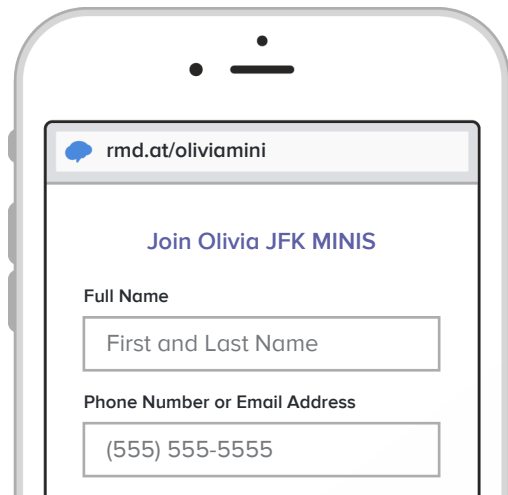 rmd.at/oliviamini
Join Olivia JFK MINIS
Full Name
First and Last Name
Phone Number or Email Address
(555) 555-5555